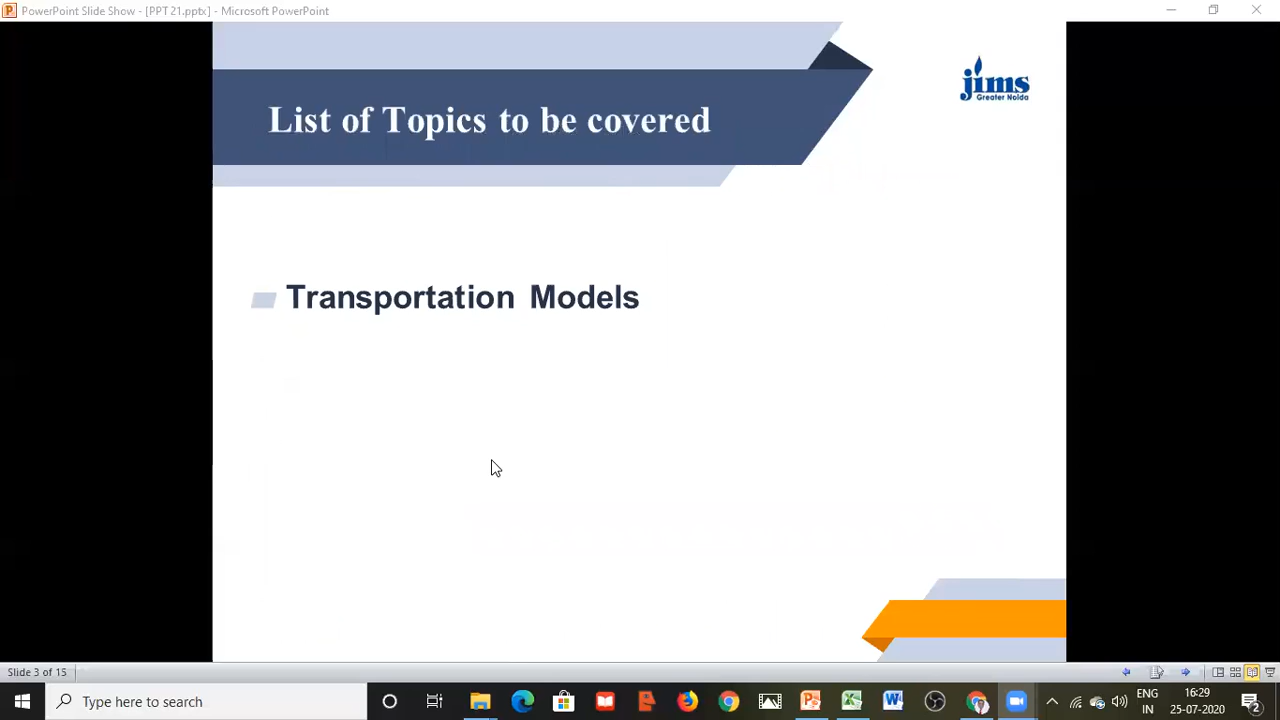 PowerPoint Slide Show - [PPT 21.pptx] - Microsoft PowerPoint
jims
Greater Noida
List of Topics to be covered
Transportation Models
Slide 3 of 15
Type here to search
ENG
IN
16:29
25-07-2020
2